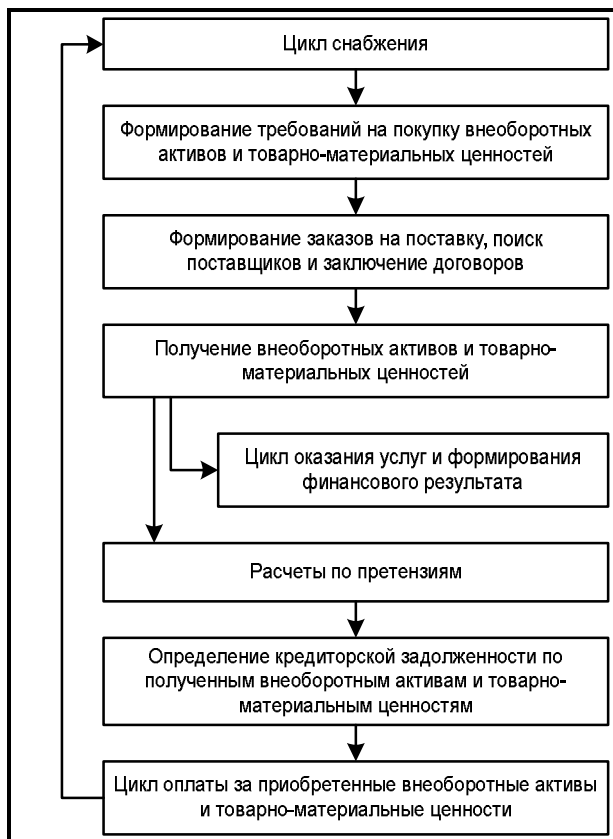 Цикл снабжения
Формирование требований на покупку внеоборотных
активов и товарно-материальных ценностей
Формирование заказов на поставку, поиск
поставщиков и заключение договоров
Получение внеоборотных активов и товарно-
материальных ценностей
Цикл оказания услуг и формирования
финансового результата
Расчеты по претензиям
Определение кредиторской задолженности по
полученным внеоборотным активам и товарно-
материальным ценностям
Цикл оплаты за приобретенные внеоборотные активы
и товарно-материальные ценности